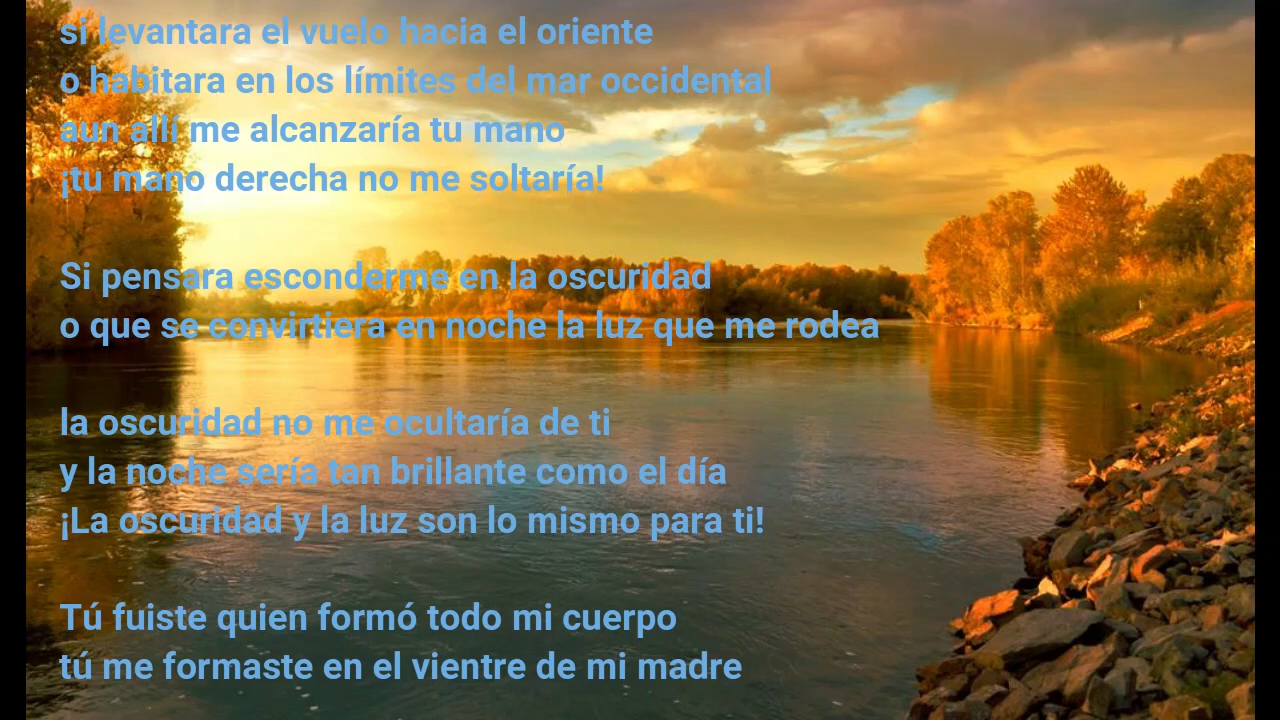 si levantara el vuelo hacia el oriente
o habitara en los límites del mar occidental
aun allí me alcanzaría tu mano
¡tu mano derecha no me soltaría!
Si pensara esconderme en la oscuridad
o que se convirtiera en noche la luz que me rodea
la oscuridad no me ocultaría de ti
y la noche sería tan brillante como el día
¡La oscuridad y la luz son lo mismo para ti!
Tú fuiste quien formó todo mi cuerpo
tú me formaste en el vientre de mi madre